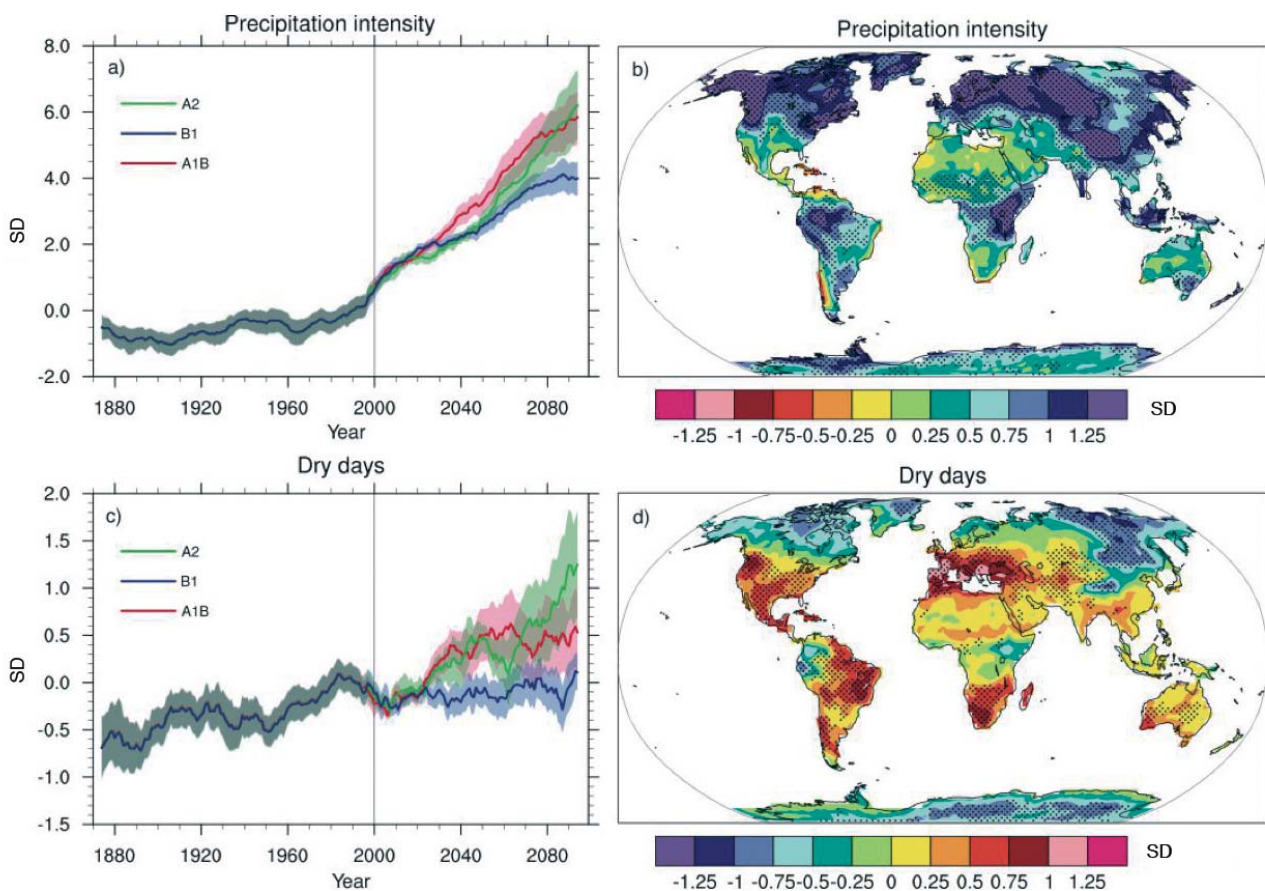 Precipitation intensity
8.0
a)
6.0
A2
B1
A1B
4.0
SD
2.0
0.0
-2.0
1880 1920 1960 2000 2040 2080
Year
Precipitation intensity
b)
SD
-1.25 -1 -0.75 -0.5 -0.25 0 0.25 0.5 0.75 1 1.25
Dry days
2.0
c)
1.5
A2
B1
A1B
1.0
0.5
SD
0.0
-0.5
-1.0
-1.5
1880 1920 1960 2000 2040 2080
Year
Dry days
d)
SD
-1.25 -1 -0.75 -0.5 -0.25 0 0.25 0.5 0.75 1 1.25